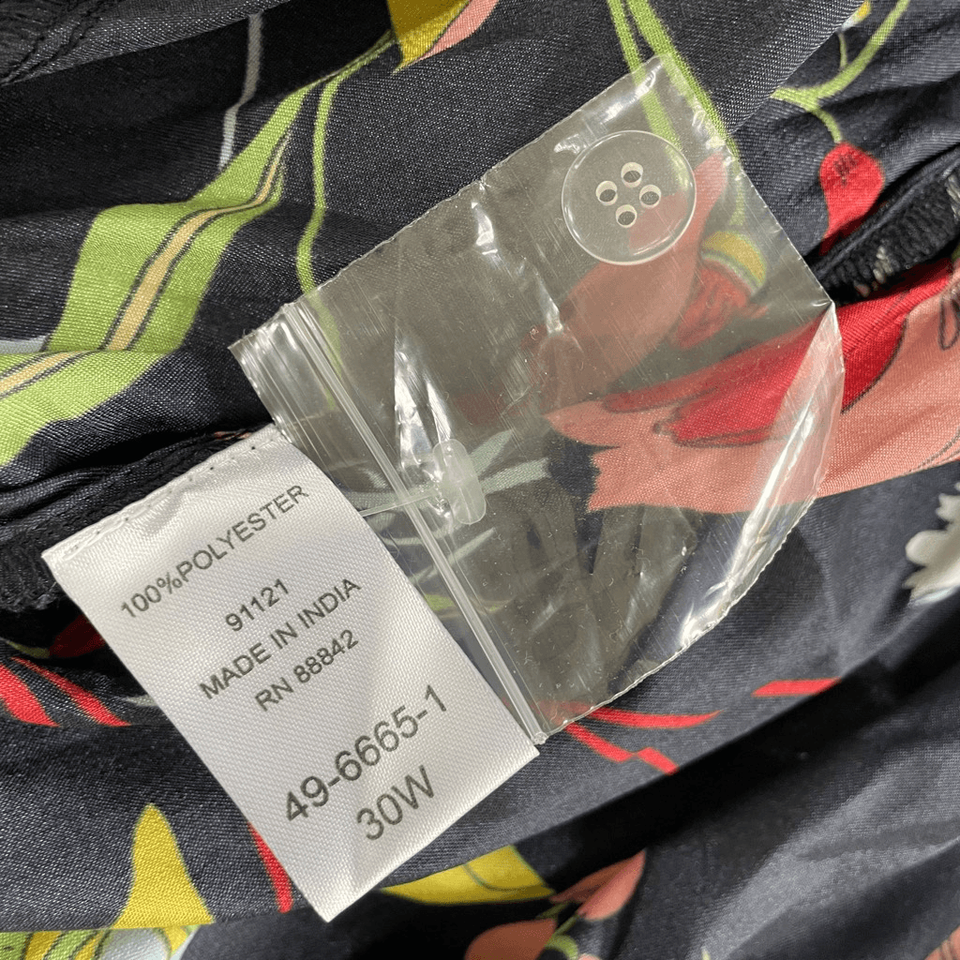 100%POLYESTER
91121
MADE IN INDIA
RN 88842
49-6665-1
30W